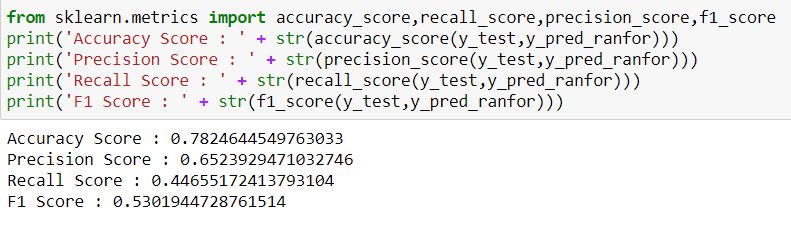 from sklearn.metrics import accuracy_score,recall_score,precision_score,f1_score
print('Accuracy Score : ' + str(accuracy_score(y_test,y_pred_ranfor)))
print('Precision Score : ' + str(precision_score(y_test,y_pred_ranfor)))
print('Recall Score : ' + str(recall_score(y_test,y_pred_ranfor)))
print('F1 Score : ' + str(f1_score(y_test,y_pred_ranfor)))
Accuracy Score : 0.7824644549763033
Precision Score : 0.6523929471032746
Recall Score : 0.44655172413793104
F1 Score : 0.5301944728761514